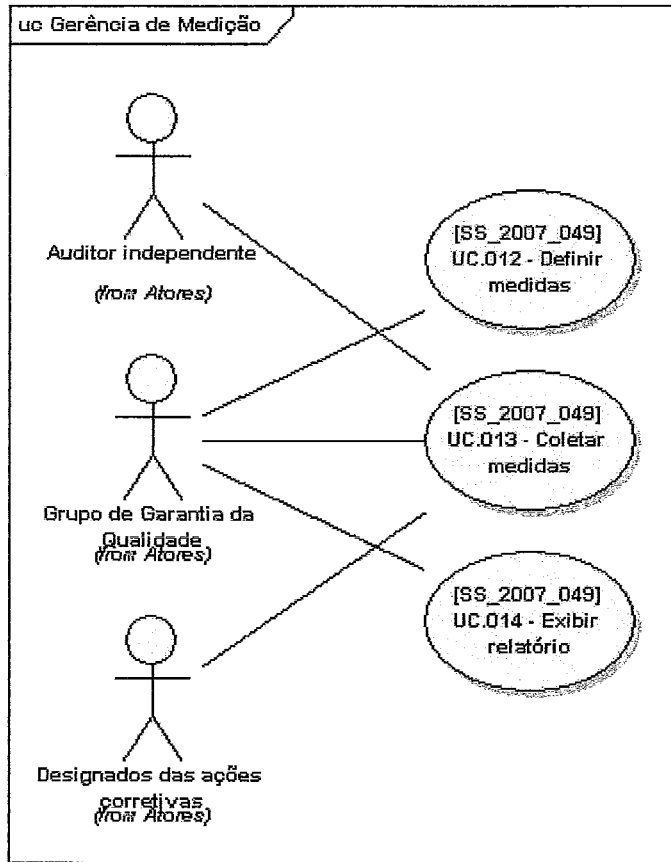 uc Gerência de Medição
Auditor independente
(from Atores)
[SS_2007_049]
UC.012 - Definir
medidas
[SS_2007_049]
UC.013 - Coletar
medidas
Grupo de Garantia da
Qualidade
(from Atores)
[SS_2007_049]
UC.014 - Exibir
relatório
Designados das ações
corretivas
(from Atores)